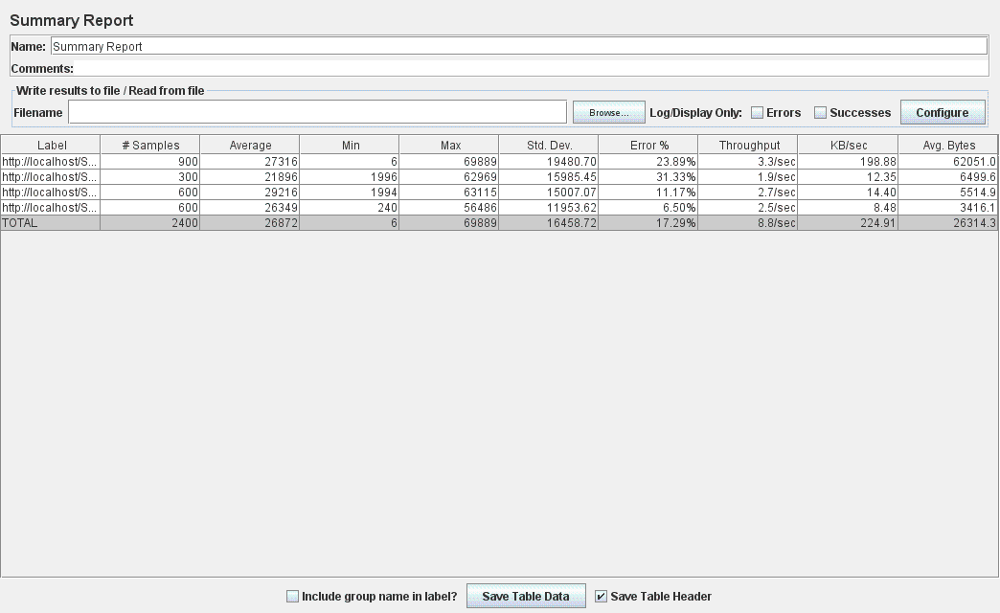 Summary Report
Name: Summary Report
Comments:
Write results to file / Read from file
Filename Browse... Log/Display Only: Errors Successes Configure
Label # Samples Average Min Max Std. Dev. Error % Throughput KB/sec Avg. Bytes
http://localhost/S... 900 27316 6 69889 19480.70 23.89% 3.3/sec 198.88 62051.0
http://localhost/S... 300 21896 1996 62969 15985.45 31.33% 1.9/sec 12.35 6499.6
http://localhost/S... 600 29216 1994 63115 15007.07 11.17% 2.7/sec 14.40 5514.9
http://localhost/S... 600 26349 240 56486 11953.62 6.50% 2.5/sec 8.48 3416.1
TOTAL 2400 26872 6 69889 16458.72 17.29% 8.8/sec 224.91 26314.3
Include group name in label? Save Table Data Save Table Header